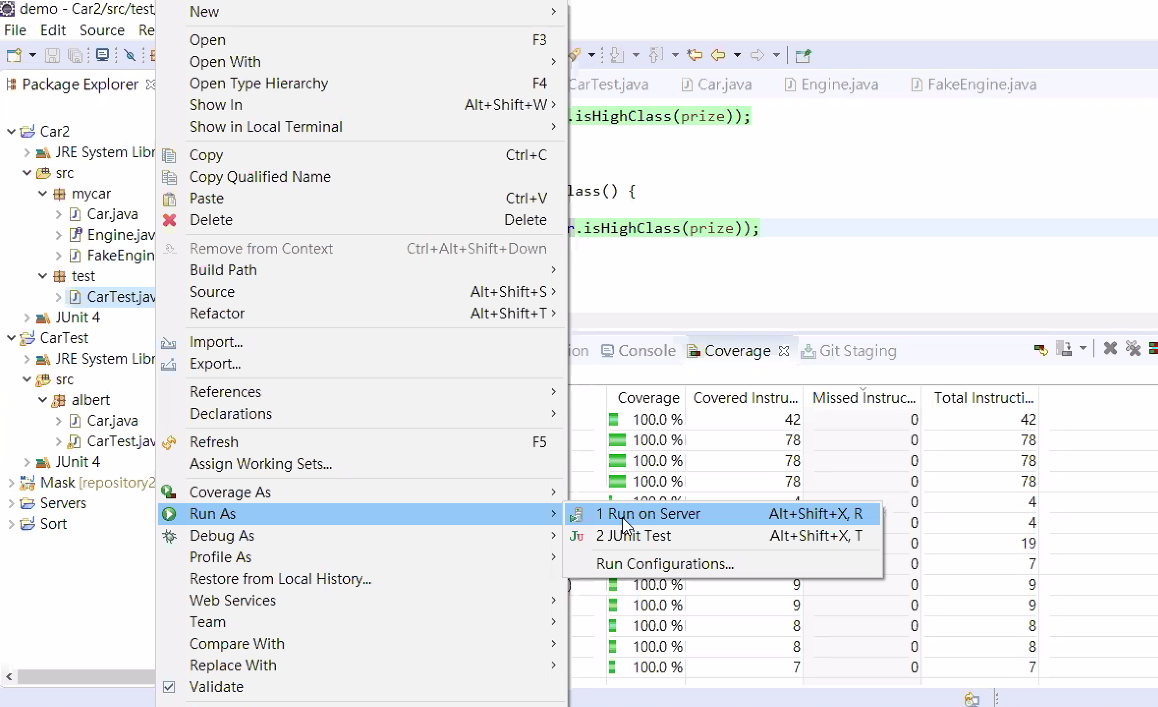 demo - Car2/src/test
File Edit Source Re
Package Explorer
Car2
JRE System Libr
src
mycar
Car.java
Engine.jav
FakeEngin
test
CarTest.jav
JUnit 4
CarTest
JRE System Libr
src
albert
Car.java
CarTest.jav
JUnit 4
Mask [repository2
Servers
Sort
New
Open F3
Open With
Open Type Hierarchy F4
Show In Alt+Shift+W
Show in Local Terminal
Copy Ctrl+C
Copy Qualified Name
Paste Ctrl+V
Delete Delete
Remove from Context Ctrl+Alt+Shift+Down
Build Path
Source Alt+Shift+S
Refactor Alt+Shift+T
Import...
Export...
References
Declarations
Refresh F5
Assign Working Sets...
Coverage As
Run As
Debug As
Profile As
Restore from Local History...
Web Services
Team
Compare With
Replace With
Validate
1 Run on Server Alt+Shift+X, R
2 JUnit Test Alt+Shift+X, T
Run Configurations...
CarTest.java Car.java Engine.java FakeEngine.java
.isHighClass(prize));
lass() {
r.isHighClass(prize));
ion Console Coverage Git Staging
Coverage Covered Instru... Missed Instruc... Total Instructi...
100.0 % 42 0 42
100.0 % 78 0 78
100.0 % 78 0 78
100.0 % 78 0 78
0 4
0 4
0 19
0 7
100.0 % 9 0 9
100.0 % 9 0 9
100.0 % 8 0 8
100.0 % 8 0 8
100.0 % 7 0 7